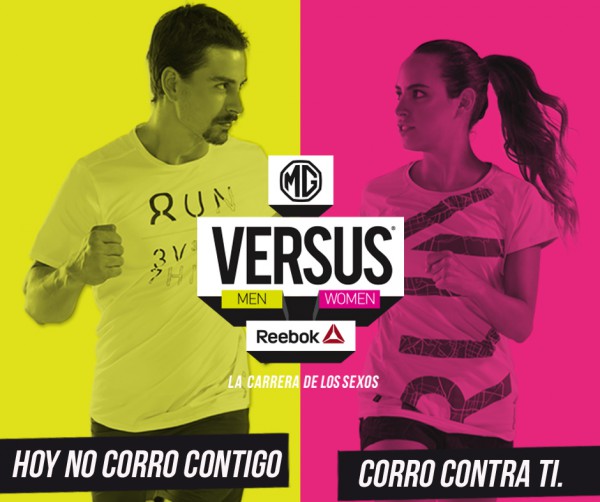 RUN
MG
VERSUS®
MEN
WOMEN
Reebok
LA CARRERA DE LOS SEXOS
HOY NO CORRO CONTIGO
CORRO CONTRA TI.